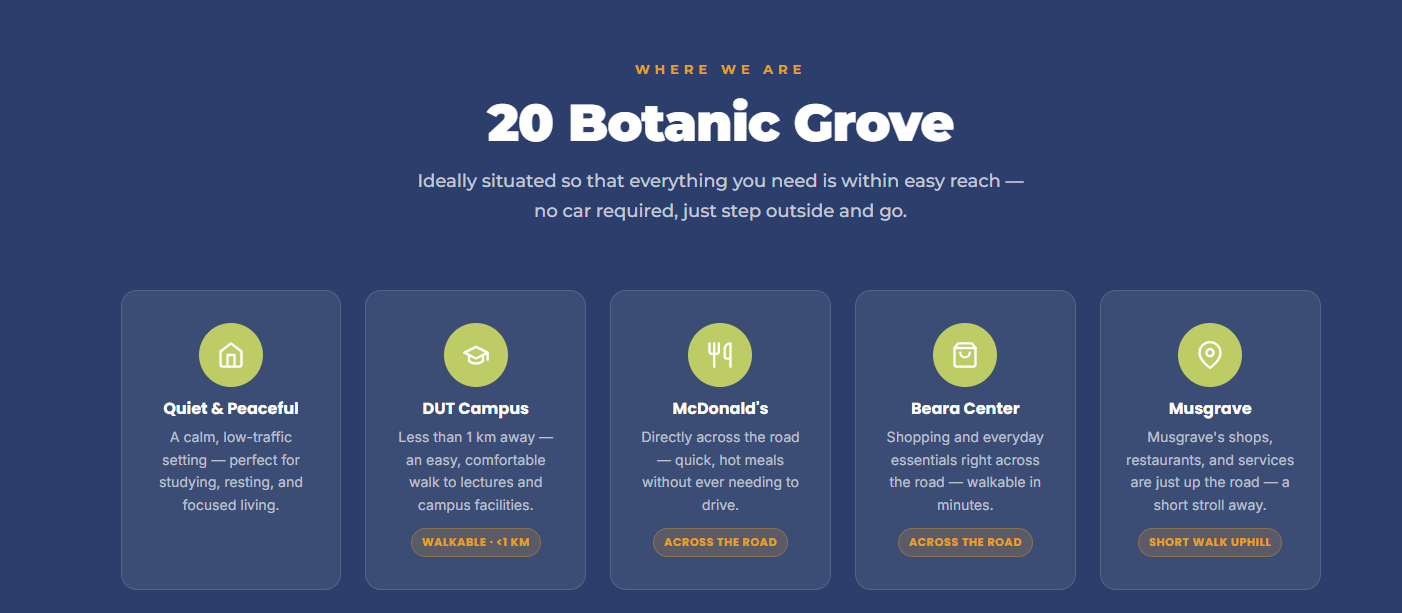 WHERE WE ARE
20 Botanic Grove
Ideally situated so that everything you need is within easy reach —
no car required, just step outside and go.
Quiet & Peaceful
A calm, low-traffic
setting — perfect for
studying, resting, and
focused living.
DUT Campus
Less than 1 km away —
an easy, comfortable
walk to lectures and
campus facilities.
WALKABLE · <1 KM
McDonald's
Directly across the road
— quick, hot meals
without ever needing to
drive.
ACROSS THE ROAD
Beara Center
Shopping and everyday
essentials right across
the road — walkable in
minutes.
ACROSS THE ROAD
Musgrave
Musgrave's shops,
restaurants, and services
are just up the road — a
short stroll away.
SHORT WALK UPHILL